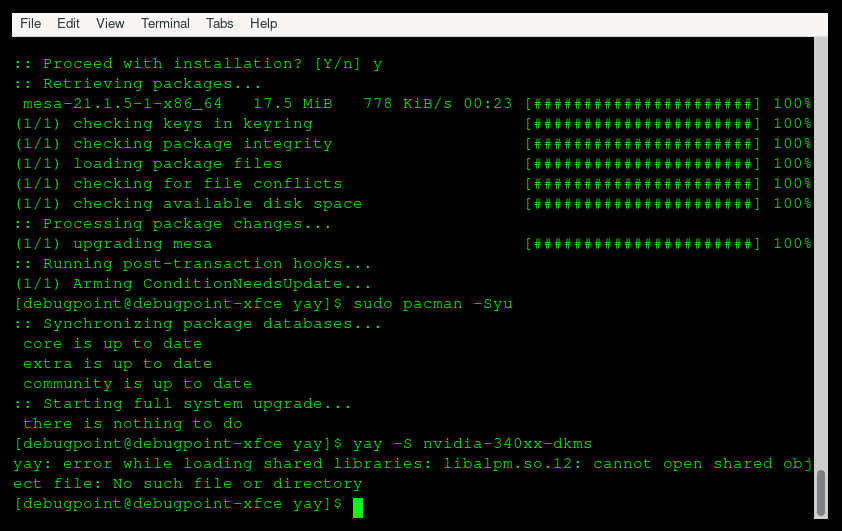 File Edit View Terminal Tabs Help
:: Proceed with installation? [Y/n] y
:: Retrieving packages...
 mesa-21.1.5-1-x86_64   17.5 MiB   778 KiB/s 00:23 [######################] 100%
(1/1) checking keys in keyring                     [######################] 100%
(1/1) checking package integrity                   [######################] 100%
(1/1) loading package files                        [######################] 100%
(1/1) checking for file conflicts                  [######################] 100%
(1/1) checking available disk space                [######################] 100%
:: Processing package changes...
(1/1) upgrading mesa                               [######################] 100%
:: Running post-transaction hooks...
(1/1) Arming ConditionNeedsUpdate...
[debugpoint@debugpoint-xfce yay]$ sudo pacman -Syu
:: Synchronizing package databases...
 core is up to date
 extra is up to date
 community is up to date
:: Starting full system upgrade...
 there is nothing to do
[debugpoint@debugpoint-xfce yay]$ yay -S nvidia-340xx-dkms
yay: error while loading shared libraries: libalpm.so.12: cannot open shared obj
ect file: No such file or directory
[debugpoint@debugpoint-xfce yay]$